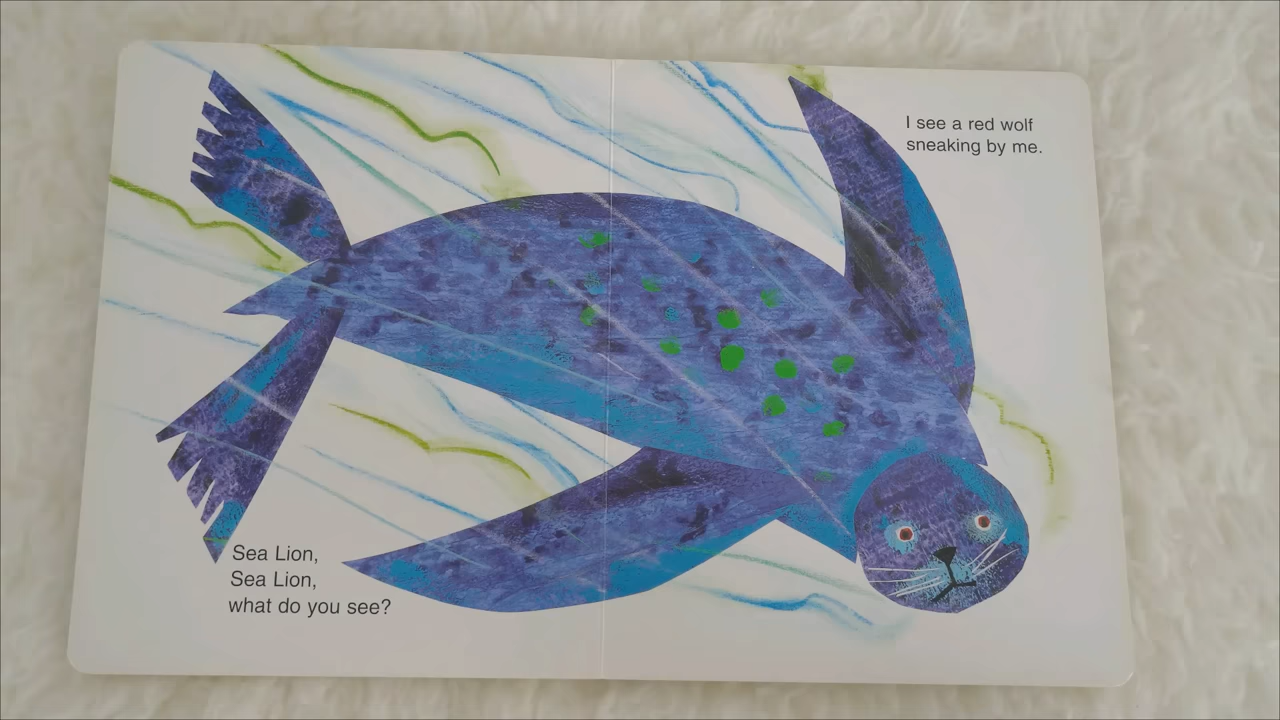 Sea Lion,
Sea Lion,
what do you see?
I see a red wolf
sneaking by me.